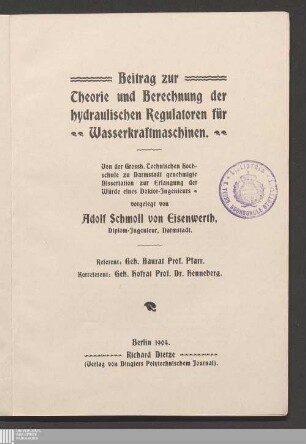 Beitrag zur
Theorie und Berechnung der
hydraulischen Regulatoren für
Wasserkraftmaschinen.
Von der Grossh. Technischen Hoch-
schule zu Darmstadt genehmigte
Dissertation zur Erlangung der
Würde eines Doktor-Ingenieurs
vorgelegt von
Adolf Schmoll von Eisenwerth,
Diplom-Ingenieur, Darmstadt.
Referent: Geh. Baurat Prof. Pfarr.
Korreferent: Geh. Hofrat Prof. Dr. Henneberg.
Berlin 1904.
Richard Dietze
(Verlag von Dinglers Polytechnischem Journal).